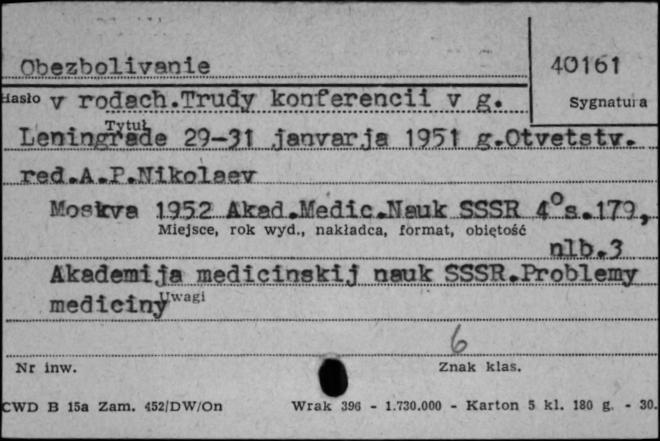 Obezbolivanie
40161
Hasło v rodach.Trudy konferencii v g.
Sygnatura
Tytuł
Leningrade 29-31 janvarja 1951 g.Otvetstv.
red.A.P.Nikolaev
Moskva 1952 Akad.Medic.Nauk SSSR 4°s.179,
Miejsce, rok wyd., nakładca, format, objętość
nlb.3
Akademija medicinskij nauk SSSR.Problemy
mediciny
Uwagi
6
Nr inw.
Znak klas.
CWD B 15a Zam. 452/DW/On Wrak 396 - 1.730.000 - Karton 5 kl. 180 g. - 30.